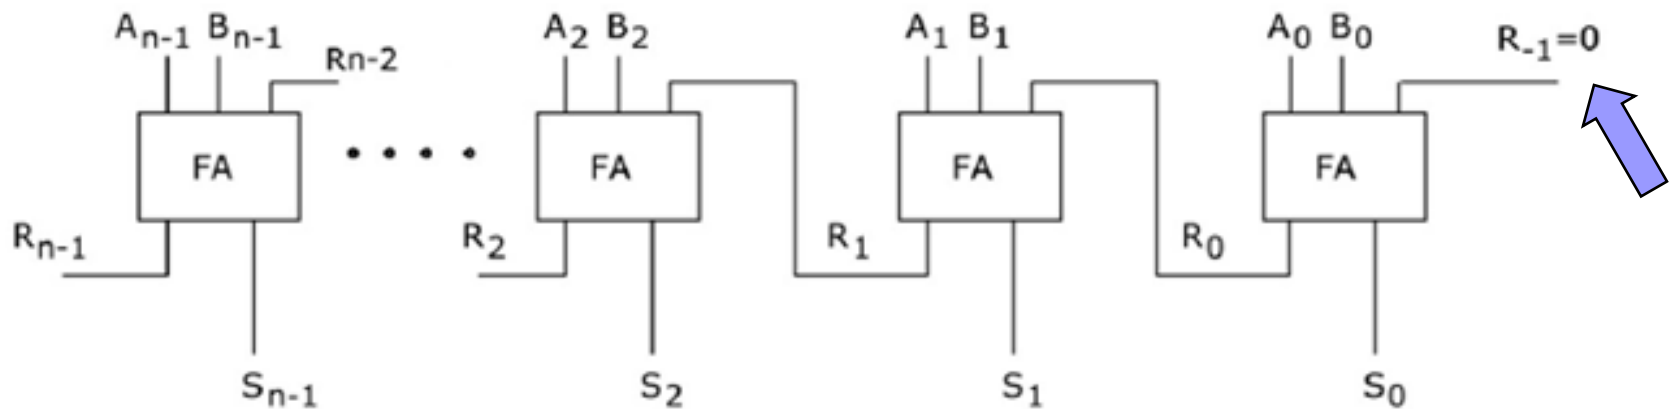 Aₙ₋₁ Bₙ₋₁ A₂ B₂ A₁ B₁ A₀ B₀ R₋₁=0
Rn-2
FA FA FA FA
Rₙ₋₁ R₂ R₁ R₀
Sₙ₋₁ S₂ S₁ S₀